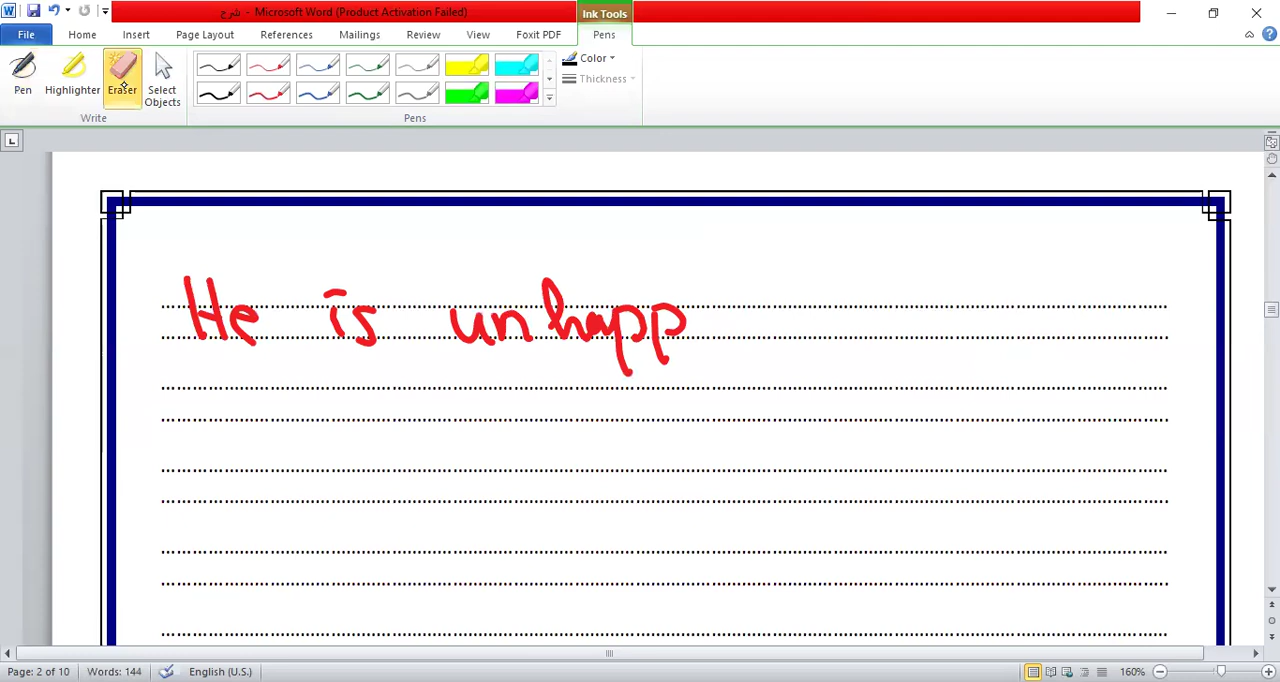 شرح - Microsoft Word (Product Activation Failed)
Ink Tools
File Home Insert Page Layout References Mailings Review View Foxit PDF Pens
Pen Highlighter Eraser Select Objects
Color
Thickness
Write Pens
He is unhapp
Page: 2 of 10 Words: 144 English (U.S.) 160%